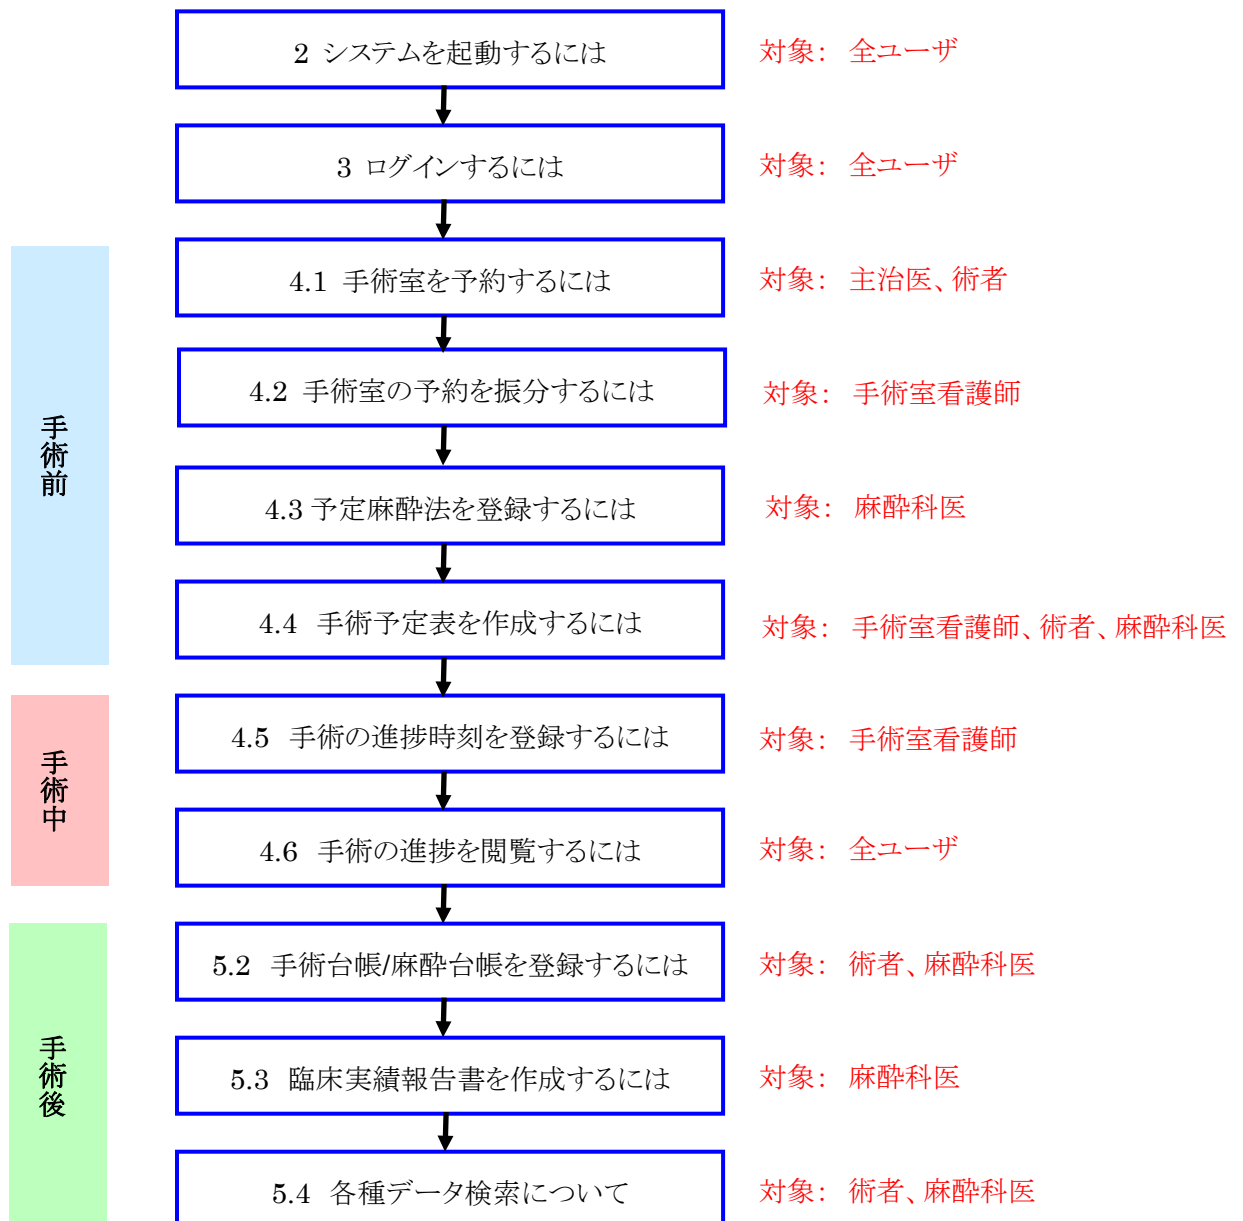 2 システムを起動するには 対象: 全ユーザ
3 ログインするには 対象: 全ユーザ
手術前
4.1 手術室を予約するには 対象: 主治医、術者
4.2 手術室の予約を振分するには 対象: 手術室看護師
4.3 予定麻酔法を登録するには 対象: 麻酔科医
4.4 手術予定表を作成するには 対象: 手術室看護師、術者、麻酔科医
手術中
4.5 手術の進捗時刻を登録するには 対象: 手術室看護師
4.6 手術の進捗を閲覧するには 対象: 全ユーザ
手術後
5.2 手術台帳/麻酔台帳を登録するには 対象: 術者、麻酔科医
5.3 臨床実績報告書を作成するには 対象: 麻酔科医
5.4 各種データ検索について 対象: 術者、麻酔科医